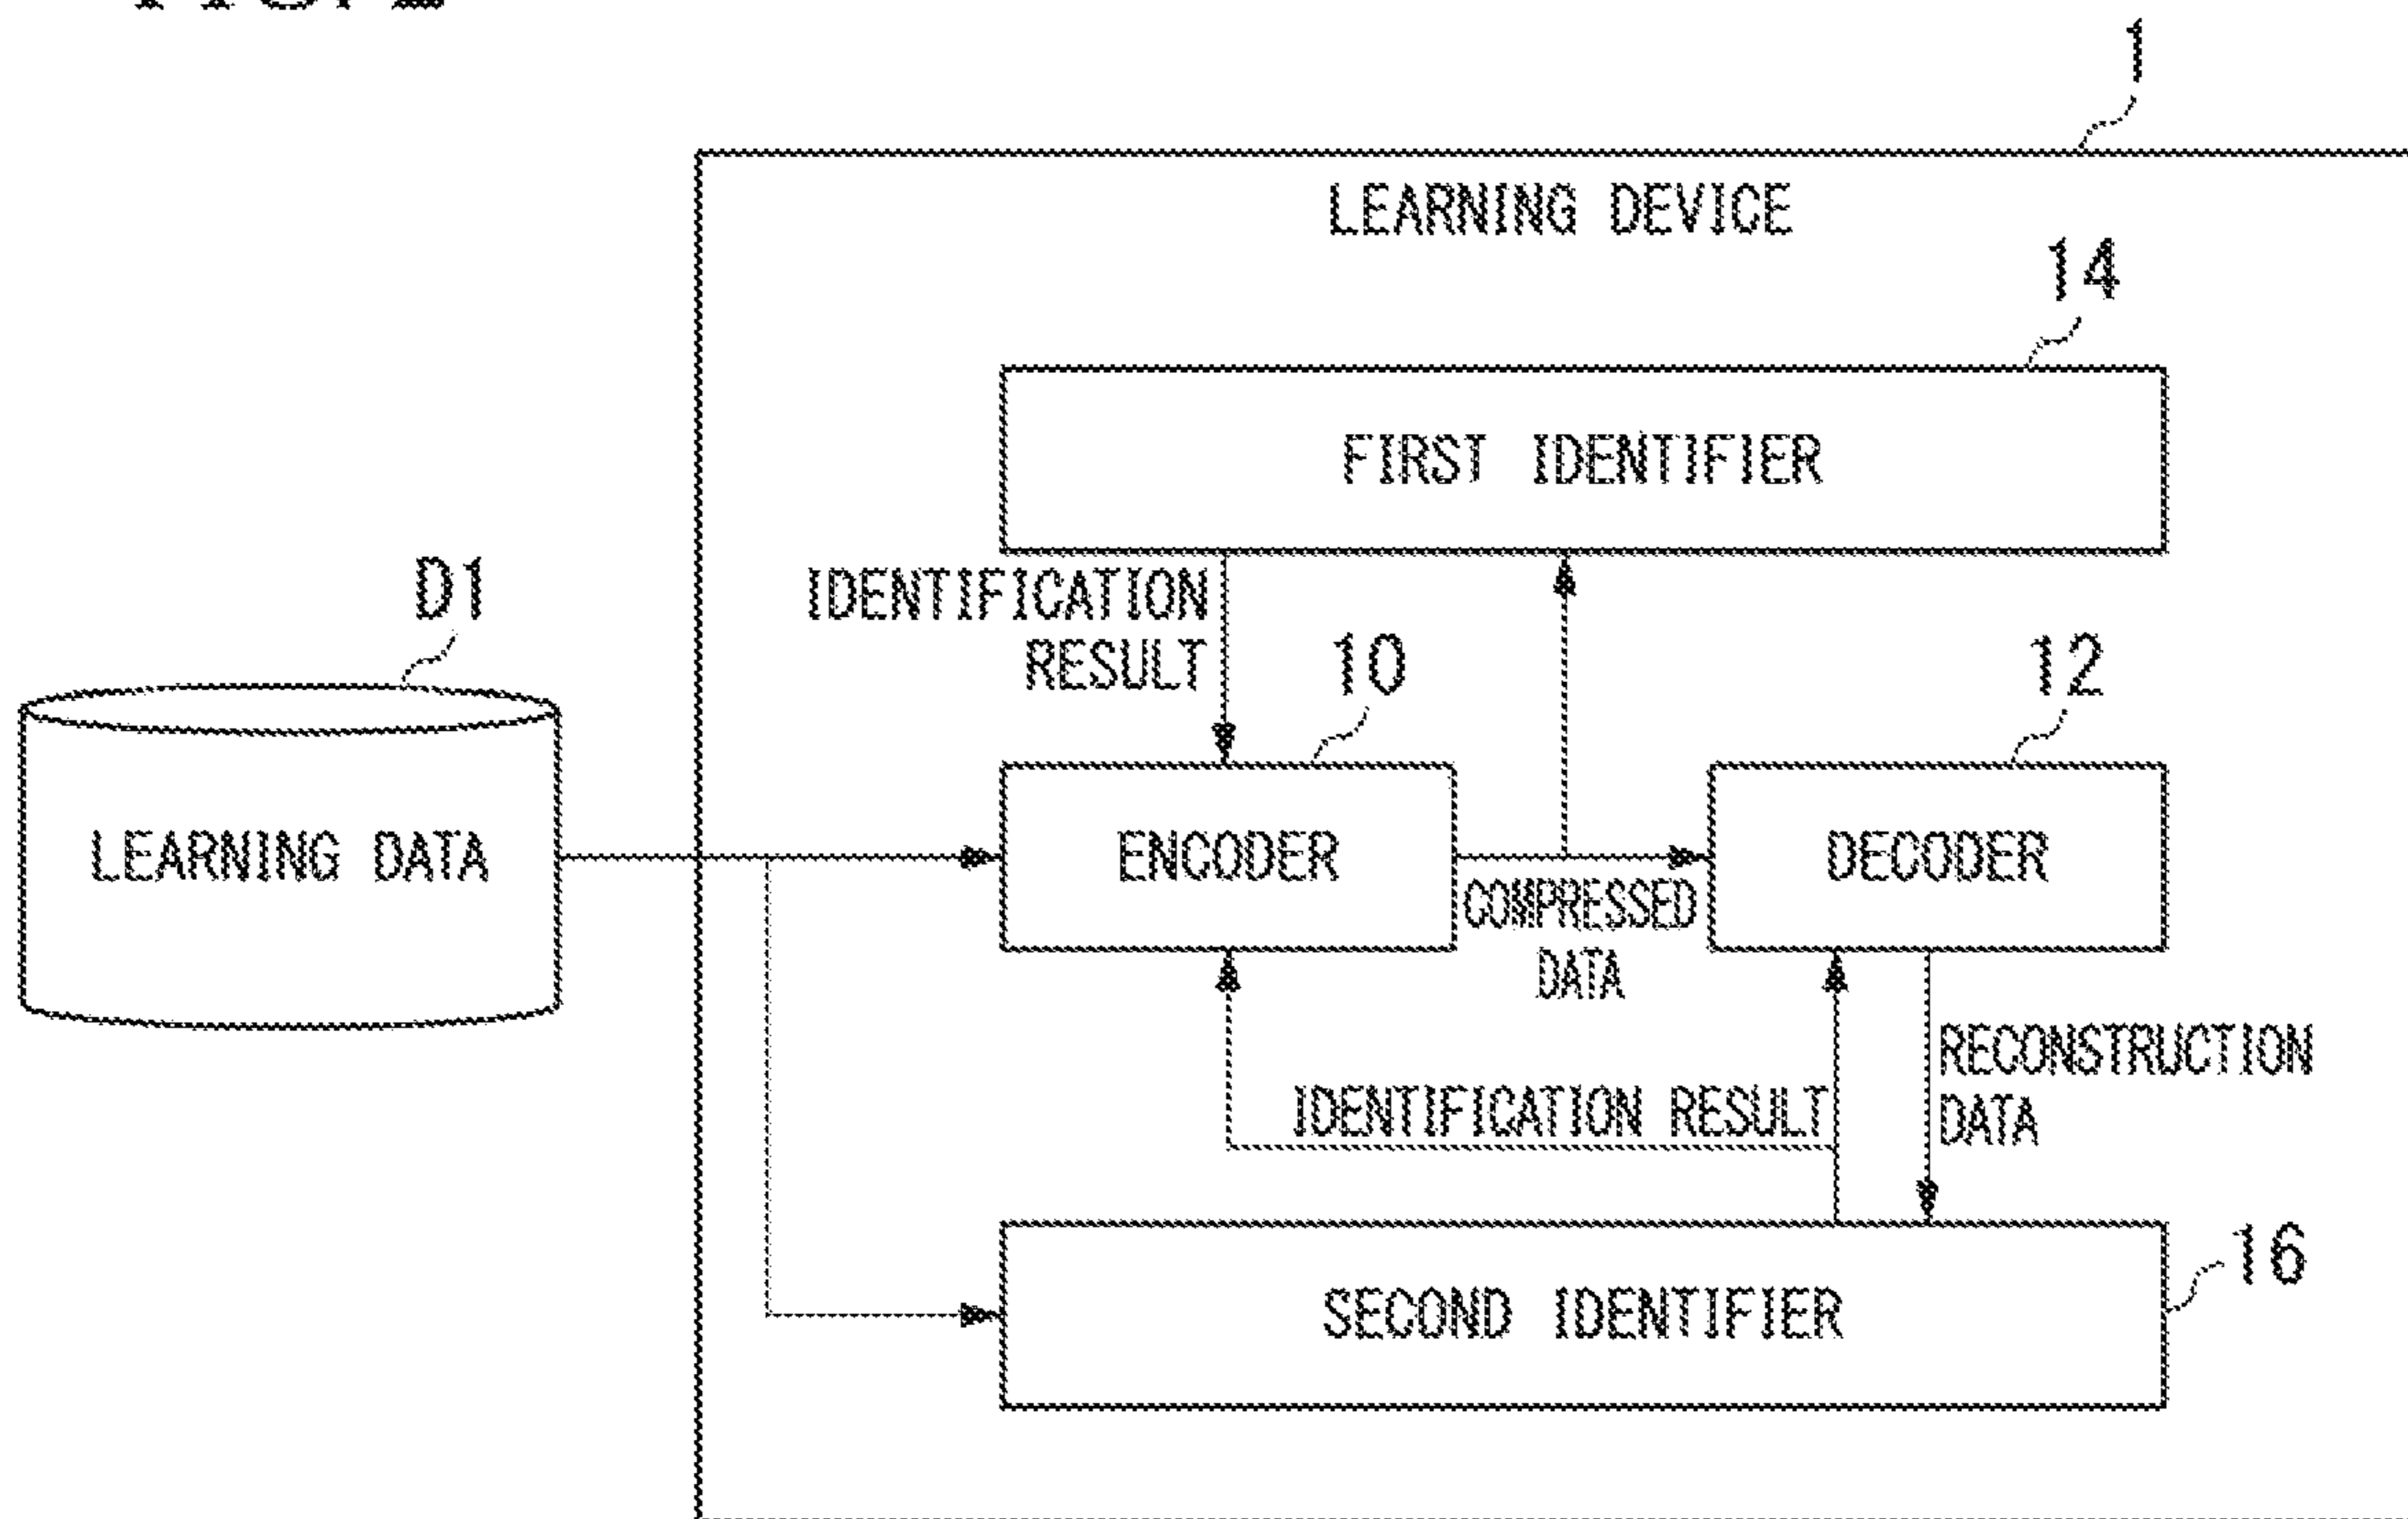 1
LEARNING DEVICE
14
FIRST IDENTIFIER
D1
IDENTIFICATION
RESULT
10
12
LEARNING DATA
ENCODER
DECODER
COMPRESSED
DATA
RECONSTRUCTION
DATA
IDENTIFICATION RESULT
16
SECOND IDENTIFIER